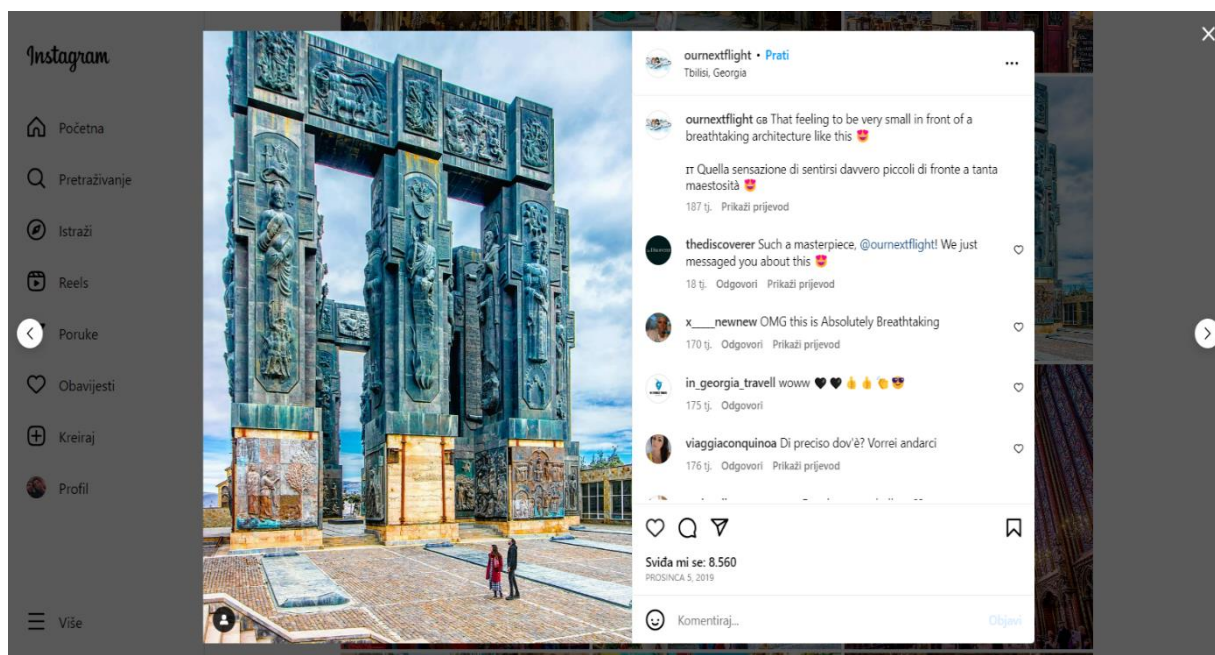 Instagram
Početna
Pretraživanje
Istraži
Reels
Poruke
Obavijesti
Kreiraj
Profil
Više
ournextflight • Prati
Tbilisi, Georgia
ournextflight GB That feeling to be very small in front of a
breathtaking architecture like this 😍
IT Quella sensazione di sentirsi davvero piccoli di fronte a tanta
maestosità 😍
187 tj. Prikaži prijevod
thediscoverer Such a masterpiece, @ournextflight! We just
messaged you about this 😍
18 tj. Odgovori Prikaži prijevod
x____newnew OMG this is Absolutely Breathtaking
170 tj. Odgovori Prikaži prijevod
in_georgia_travell woww 🖤🖤👍👍👏😎
175 tj. Odgovori
viaggiaconquinoa Di preciso dov'è? Vorrei andarci
176 tj. Odgovori Prikaži prijevod
Sviđa mi se: 8.560
PROSINCA 5, 2019
Komentiraj...
Objavi